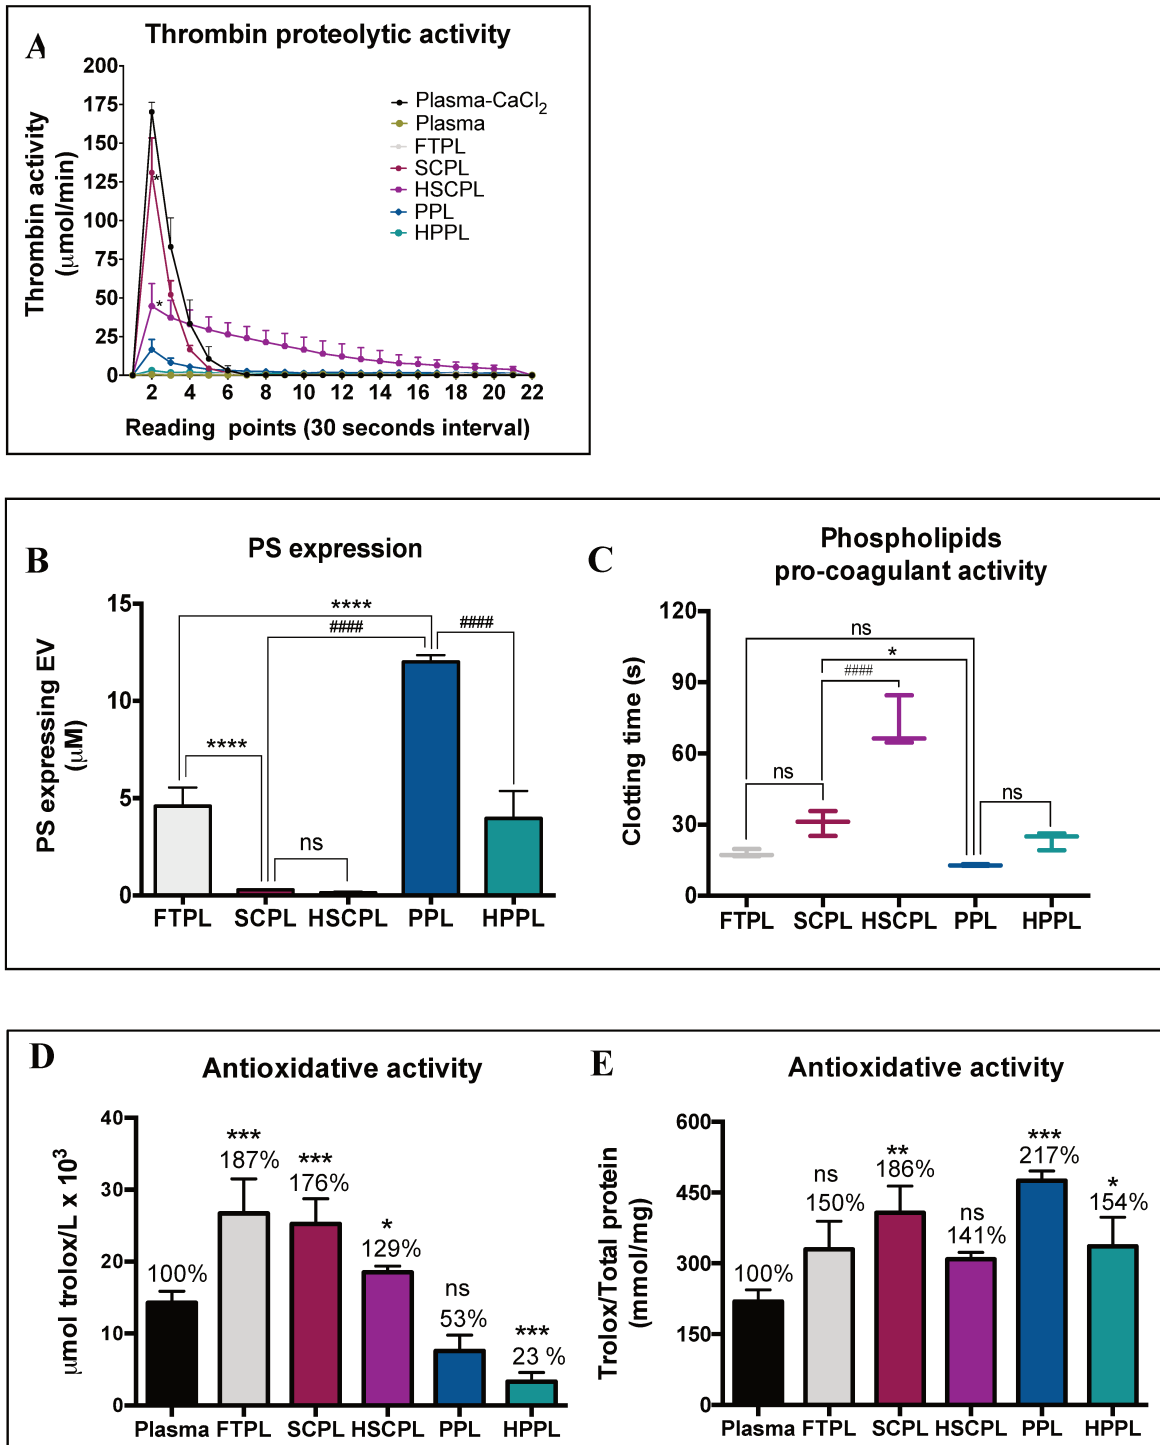 A
Thrombin proteolytic activity
Thrombin activity
(μmol/min)
200
175
150
125
100
75
50
25
0
*
*
Plasma-CaCl2
Plasma
FTPL
SCPL
HSCPL
PPL
HPPL
2 4 6 8 10 12 14 16 18 20 22
Reading points (30 seconds interval)
B
PS expression
PS expressing EV
(μM)
15
10
5
0
****
####
####
****
ns
FTPL SCPL HSCPL PPL HPPL
C
Phospholipids
pro-coagulant activity
Clotting time (s)
120
90
60
30
0
ns
*
####
ns
ns
FTPL SCPL HSCPL PPL HPPL
D
Antioxidative activity
μmol trolox/L x 10³
40
30
20
10
0
100%
***
187%
***
176%
*
129%
ns
53%
***
23 %
Plasma FTPL SCPL HSCPL PPL HPPL
E
Antioxidative activity
Trolox/Total protein
(mmol/mg)
600
450
300
150
0
100%
ns
150%
**
186%
ns
141%
***
217%
*
154%
Plasma FTPL SCPL HSCPL PPL HPPL